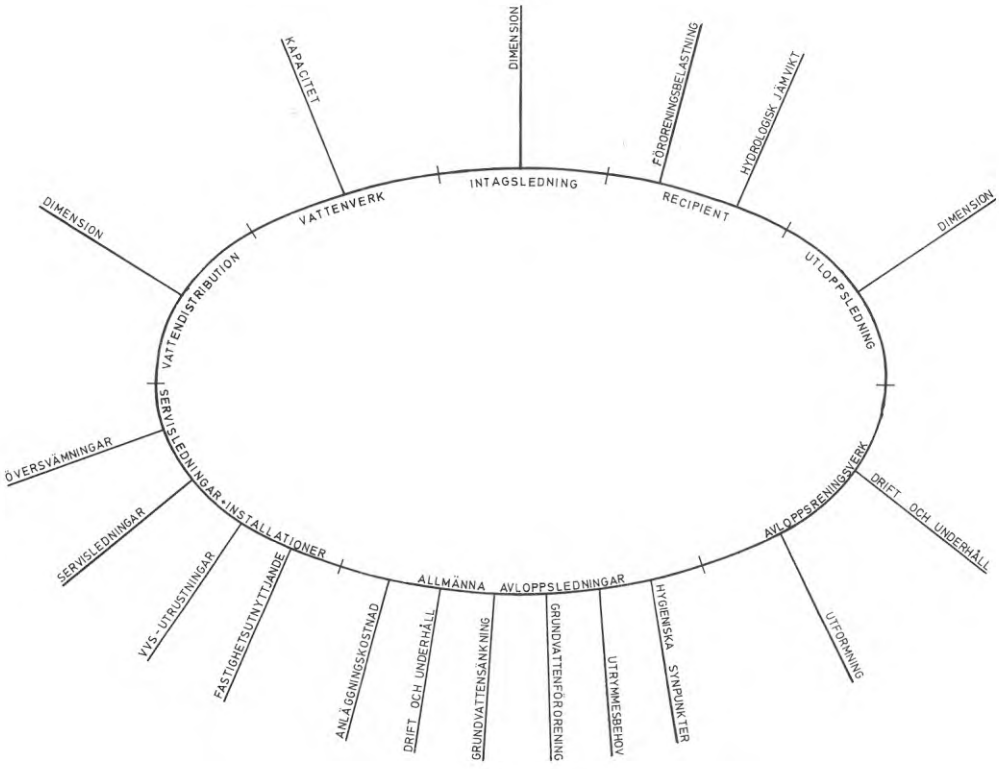 DIMENSION
KAPACITET
FÖRORENINGSBELASTNING
HYDROLOGISK JÄMVIKT
INTAGSLEDNING
VATTENVERK
RECIPIENT
DIMENSION
DIMENSION
VATTENDISTRIBUTION
UTLOPPSLEDNING
SERVISLEDNINGAR+INSTALLATIONER
ÖVERSVÄMNINGAR
AVLOPPSRENINGSVERK
DRIFT OCH UNDERHÅLL
SERVISLEDNINGAR
VVS-UTRUSTNINGAR
FASTIGHETSUTNYTTJANDE
ALLMÄNNA AVLOPPSLEDNINGAR
ANLÄGGNINGSKOSTNAD
DRIFT OCH UNDERHÅLL
GRUNDVATTENSÄNKNING
GRUNDVATTENFÖRORENING
UTRYMMESBEHOV
HYGIENISKA SYNPUNKTER
UTFORMNING